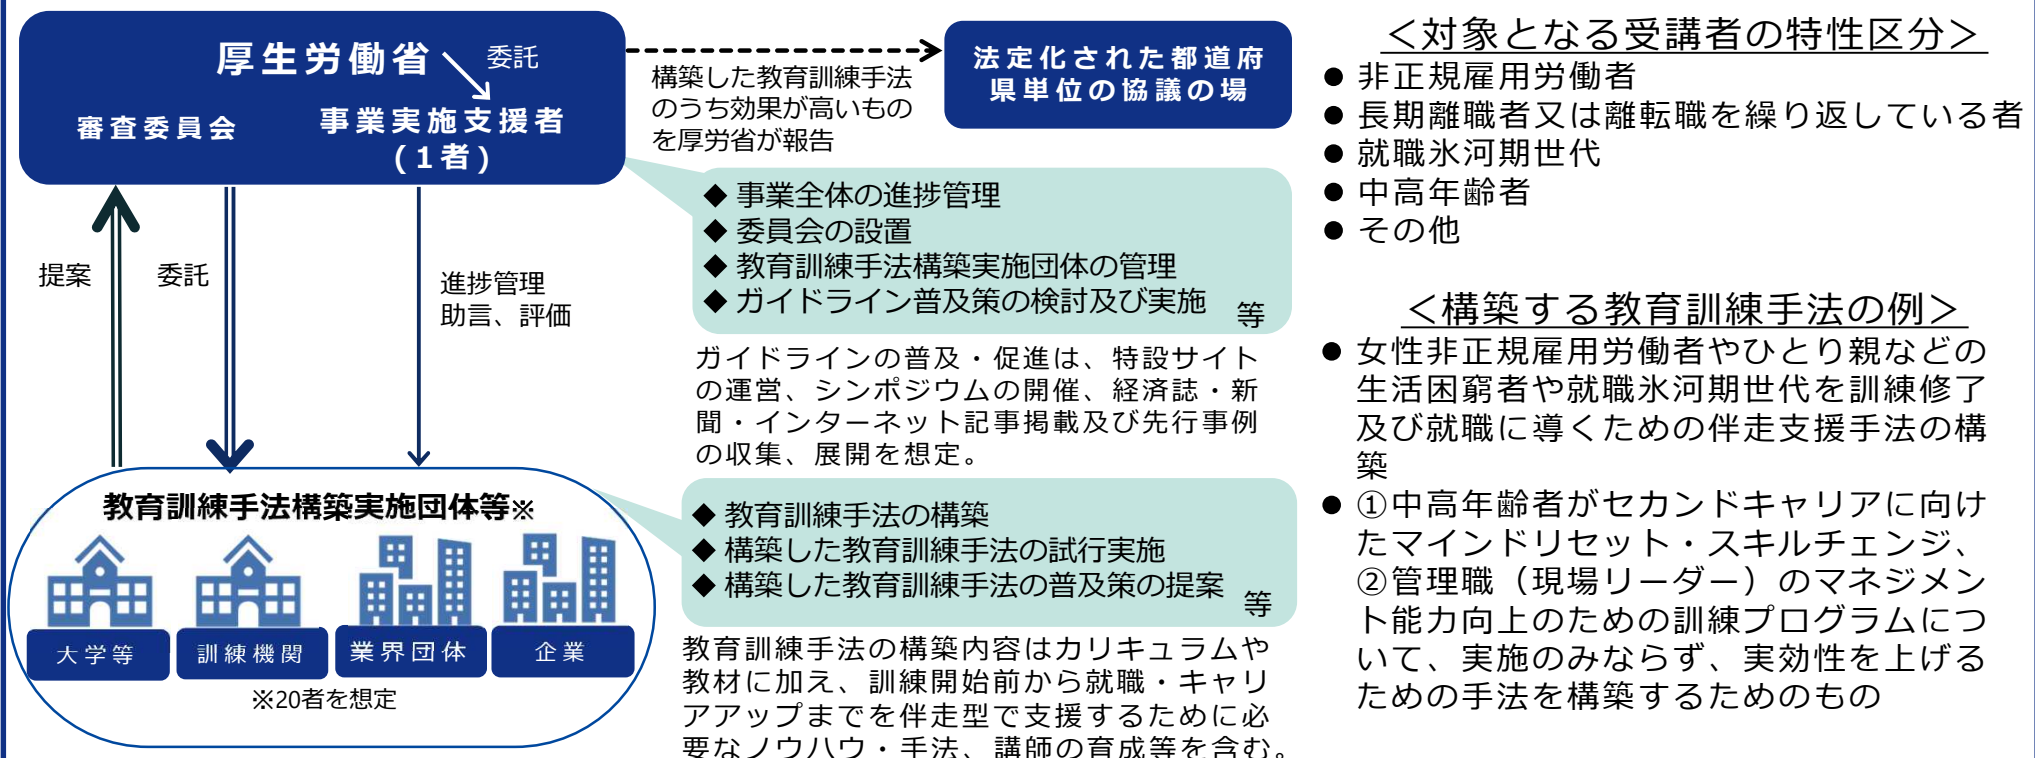 厚生労働省
委託
審査委員会
事業実施支援者
(1者)
構築した教育訓練手法
のうち効果が高いもの
を厚労省が報告
法定化された都道府
県単位の協議の場
提案
委託
進捗管理
助言、評価
◆ 事業全体の進捗管理
◆ 委員会の設置
◆ 教育訓練手法構築実施団体の管理
◆ ガイドライン普及策の検討及び実施 等
ガイドラインの普及・促進は、特設サイト
の運営、シンポジウムの開催、経済誌・新
聞・インターネット記事掲載及び先行事例
の収集、展開を想定。
教育訓練手法構築実施団体等※
大学等
訓練機関
業界団体
企業
※20者を想定
◆ 教育訓練手法の構築
◆ 構築した教育訓練手法の試行実施
◆ 構築した教育訓練手法の普及策の提案 等
教育訓練手法の構築内容はカリキュラムや
教材に加え、訓練開始前から就職・キャリ
アアップまでを伴走型で支援するために必
要なノウハウ・手法、講師の育成等を含む。
＜対象となる受講者の特性区分＞
● 非正規雇用労働者
● 長期離職者又は離転職を繰り返している者
● 就職氷河期世代
● 中高年齢者
● その他
＜構築する教育訓練手法の例＞
● 女性非正規雇用労働者やひとり親などの
生活困窮者や就職氷河期世代を訓練修了
及び就職に導くための伴走支援手法の構
築
● ①中高年齢者がセカンドキャリアに向け
たマインドリセット・スキルチェンジ、
②管理職（現場リーダー）のマネジメン
ト能力向上のための訓練プログラムにつ
いて、実施のみならず、実効性を上げる
ための手法を構築するためのもの